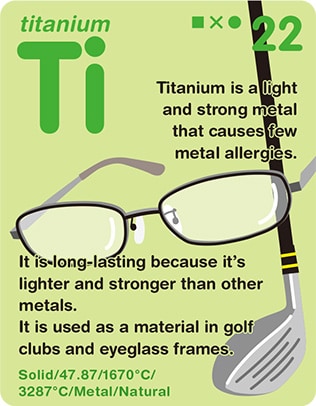 titanium
■×● 22
Ti
Titanium is a light
and strong metal
that causes few
metal allergies.
It is long-lasting because it's
lighter and stronger than other
metals.
It is used as a material in golf
clubs and eyeglass frames.
Solid/47.87/1670°C/
3287°C/Metal/Natural